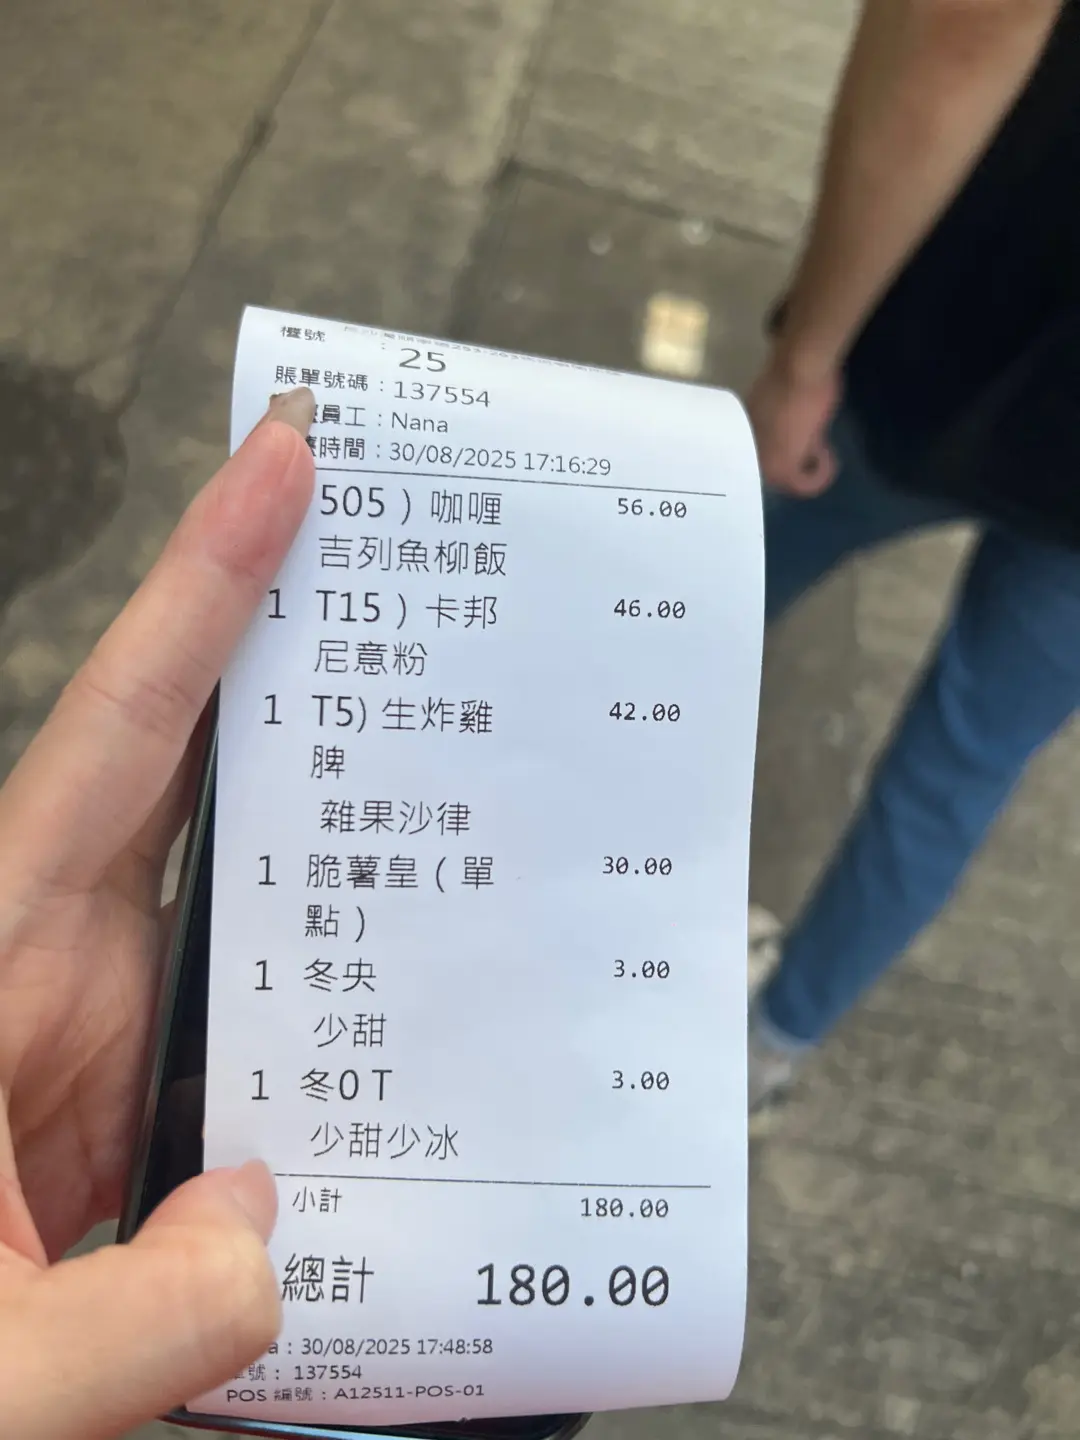 檯號 : 25
賬單號碼 : 137554
員工 : Nana
時間 : 30/08/2025 17:16:29
505 ) 咖喱 56.00
吉列魚柳飯
1 T15 ) 卡邦 46.00
尼意粉
1 T5) 生炸雞 42.00
脾
雜果沙律
1 脆薯皇 ( 單 30.00
點 )
1 冬央 3.00
少甜
1 冬0T 3.00
少甜少冰
小計 180.00
總計 180.00
a : 30/08/2025 17:48:58
單號 : 137554
POS 編號 : A12511-POS-01